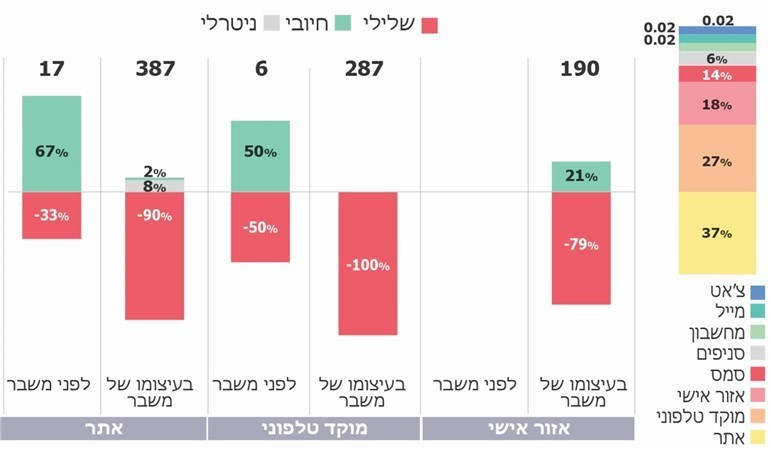 שלילי חיובי ניטרלי
17 387 6 287 190
67%
2%
8%
50%
21%
-33%
-90%
-50%
-100%
-79%
לפני משבר
בעיצומו של משבר
לפני משבר
בעיצומו של משבר
לפני משבר
בעיצומו של משבר
אתר
מוקד טלפוני
אזור אישי
0.02
0.02
0.02
6%
14%
18%
27%
37%
צ'אט
מייל
מחשבון
סניפים
סמס
אזור אישי
מוקד טלפוני
אתר